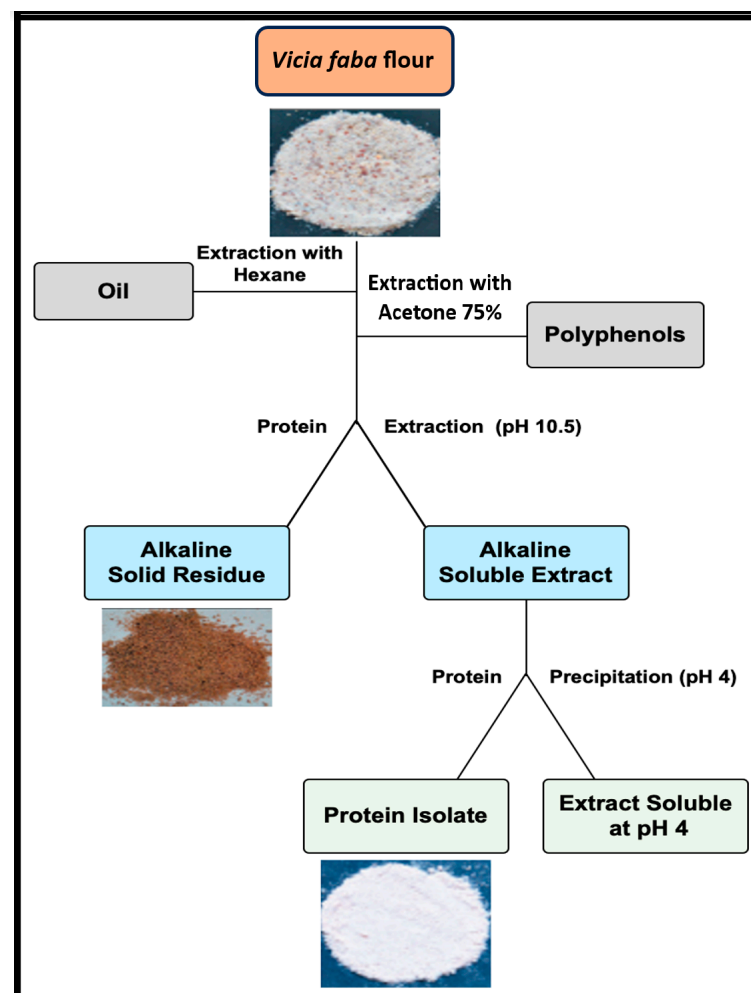 Vicia faba flour
Extraction with
Hexane
Oil
Extraction with
Acetone 75%
Polyphenols
Protein Extraction (pH 10.5)
Alkaline
Solid Residue
Alkaline
Soluble Extract
Protein Precipitation (pH 4)
Protein Isolate
Extract Soluble
at pH 4